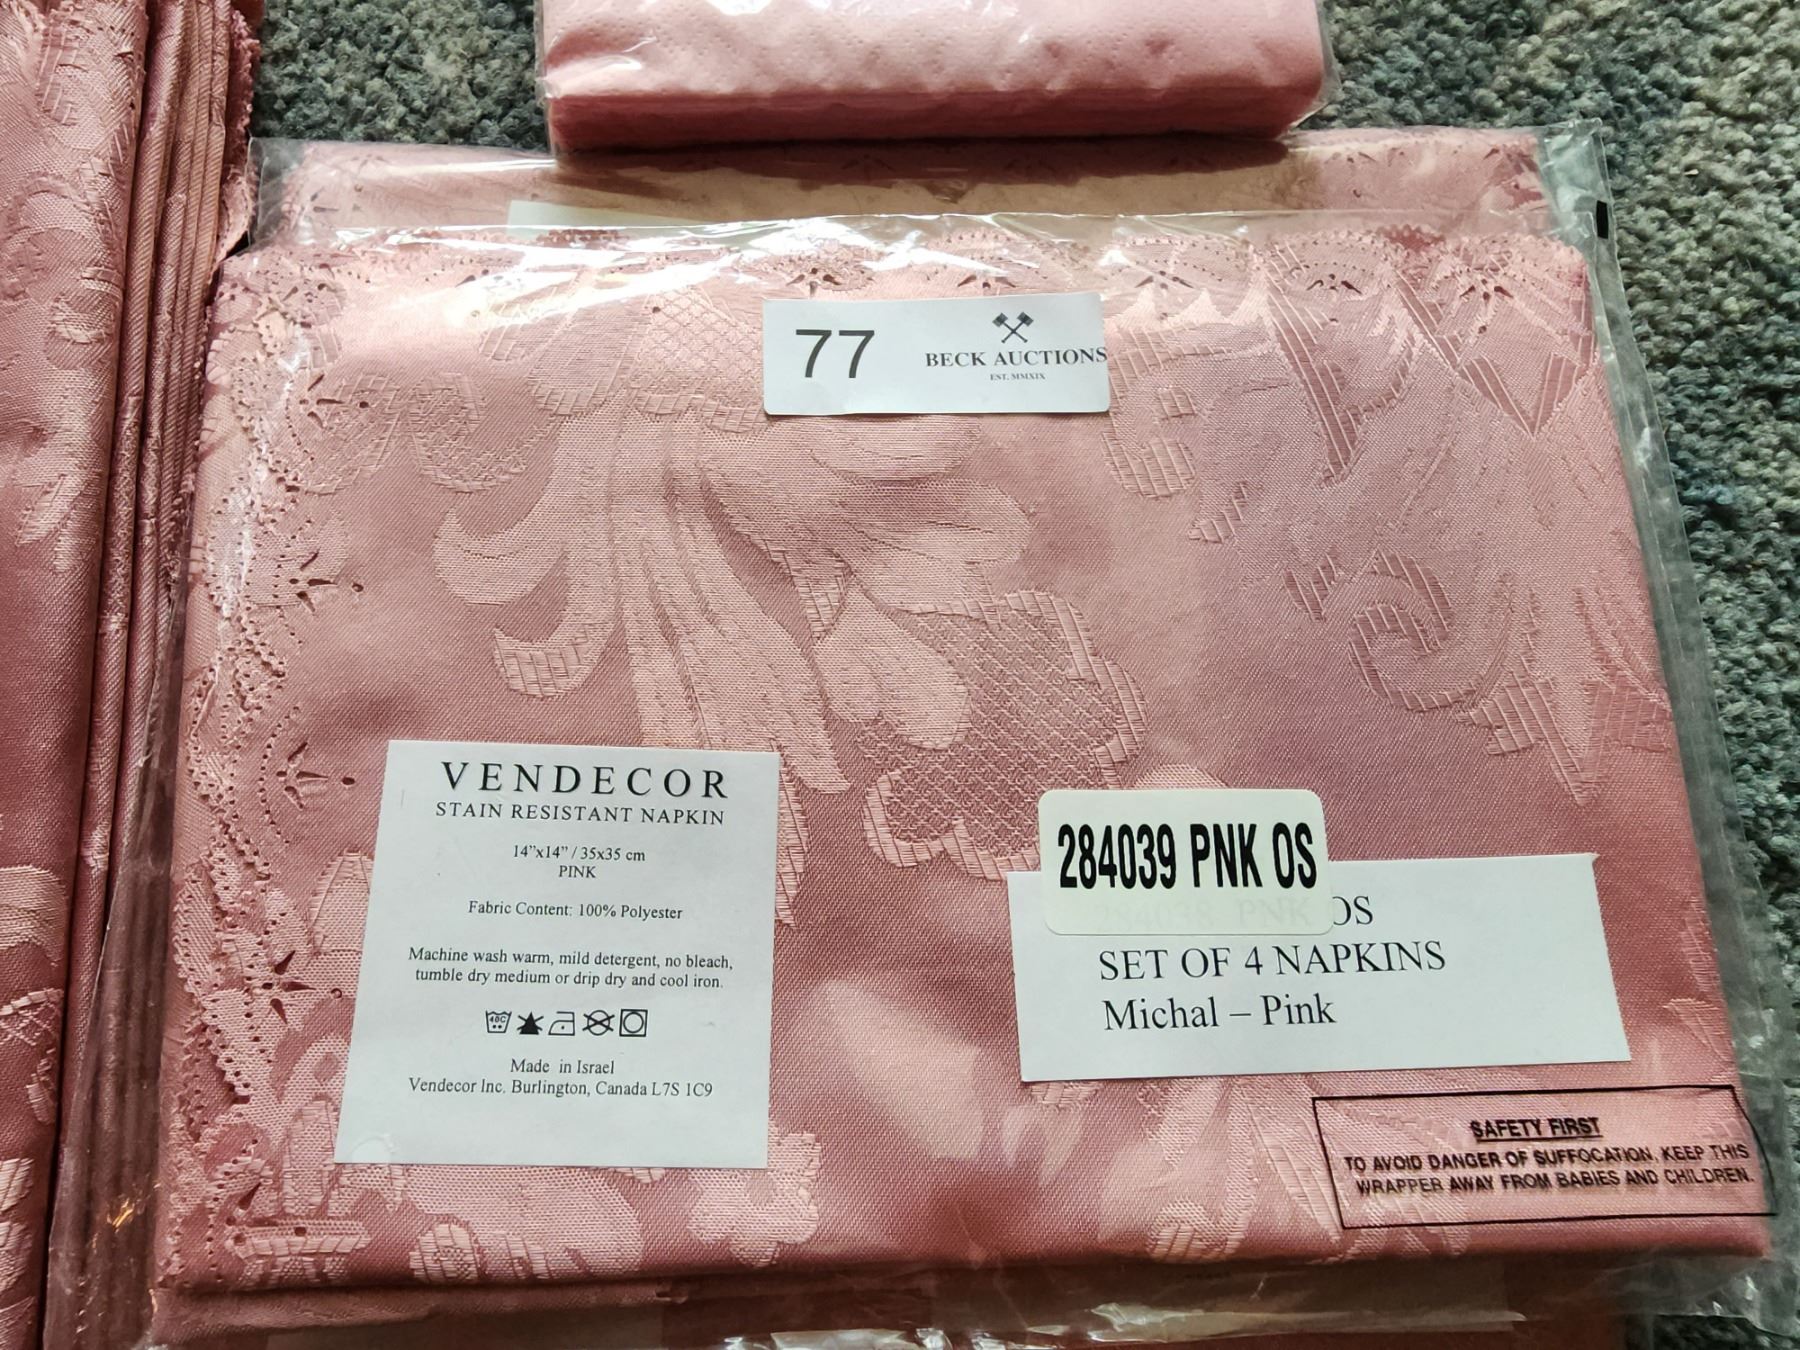 77
BECK AUCTIONS
EST. MMXIX
VENDECOR
STAIN RESISTANT NAPKIN
14”x14” / 35x35 cm
PINK
Fabric Content: 100% Polyester
Machine wash warm, mild detergent, no bleach,
tumble dry medium or drip dry and cool iron.
40C
Made in Israel
Vendecor Inc. Burlington, Canada L7S 1C9
284039 PNK OS
OS
SET OF 4 NAPKINS
Michal – Pink
SAFETY FIRST
TO AVOID DANGER OF SUFFOCATION, KEEP THIS
WRAPPER AWAY FROM BABIES AND CHILDREN.